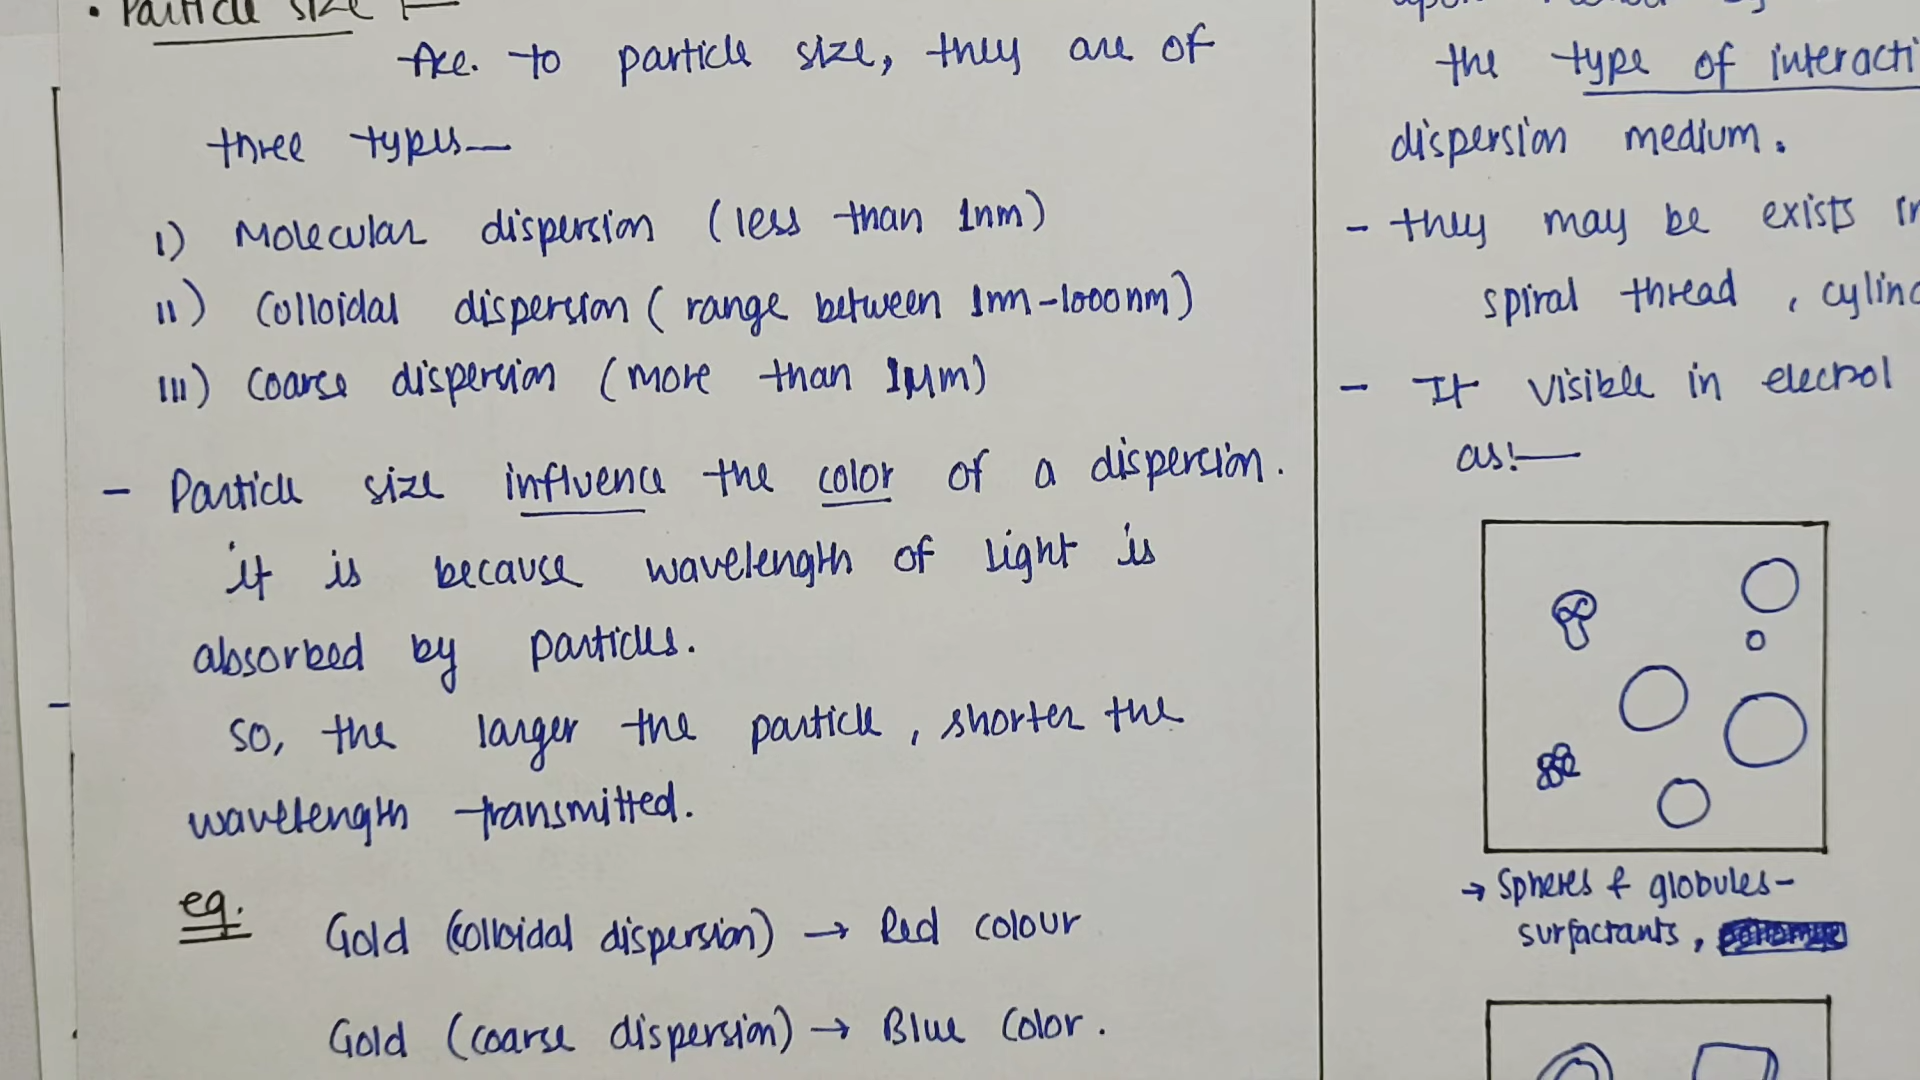 • Particle size :-
Acc. to particle size, they are of
three types—
i) Molecular dispersion (less than 1nm)
ii) Colloidal dispersion (range between 1nm-1000nm)
iii) Coarse dispersion (more than 1μm)
- Particle size influence the color of a dispersion.
it is because wavelength of light is
absorbed by particles.
so, the larger the particle, shorter the
wavelength transmitted.
eg. Gold (colloidal dispersion) → Red colour
Gold (coarse dispersion) → Blue color.
the type of interacti
dispersion medium.
- they may be exists in
spiral thread, cylind
- It visible in elecrol
as:—
→ Spheres & globules-
surfactants,